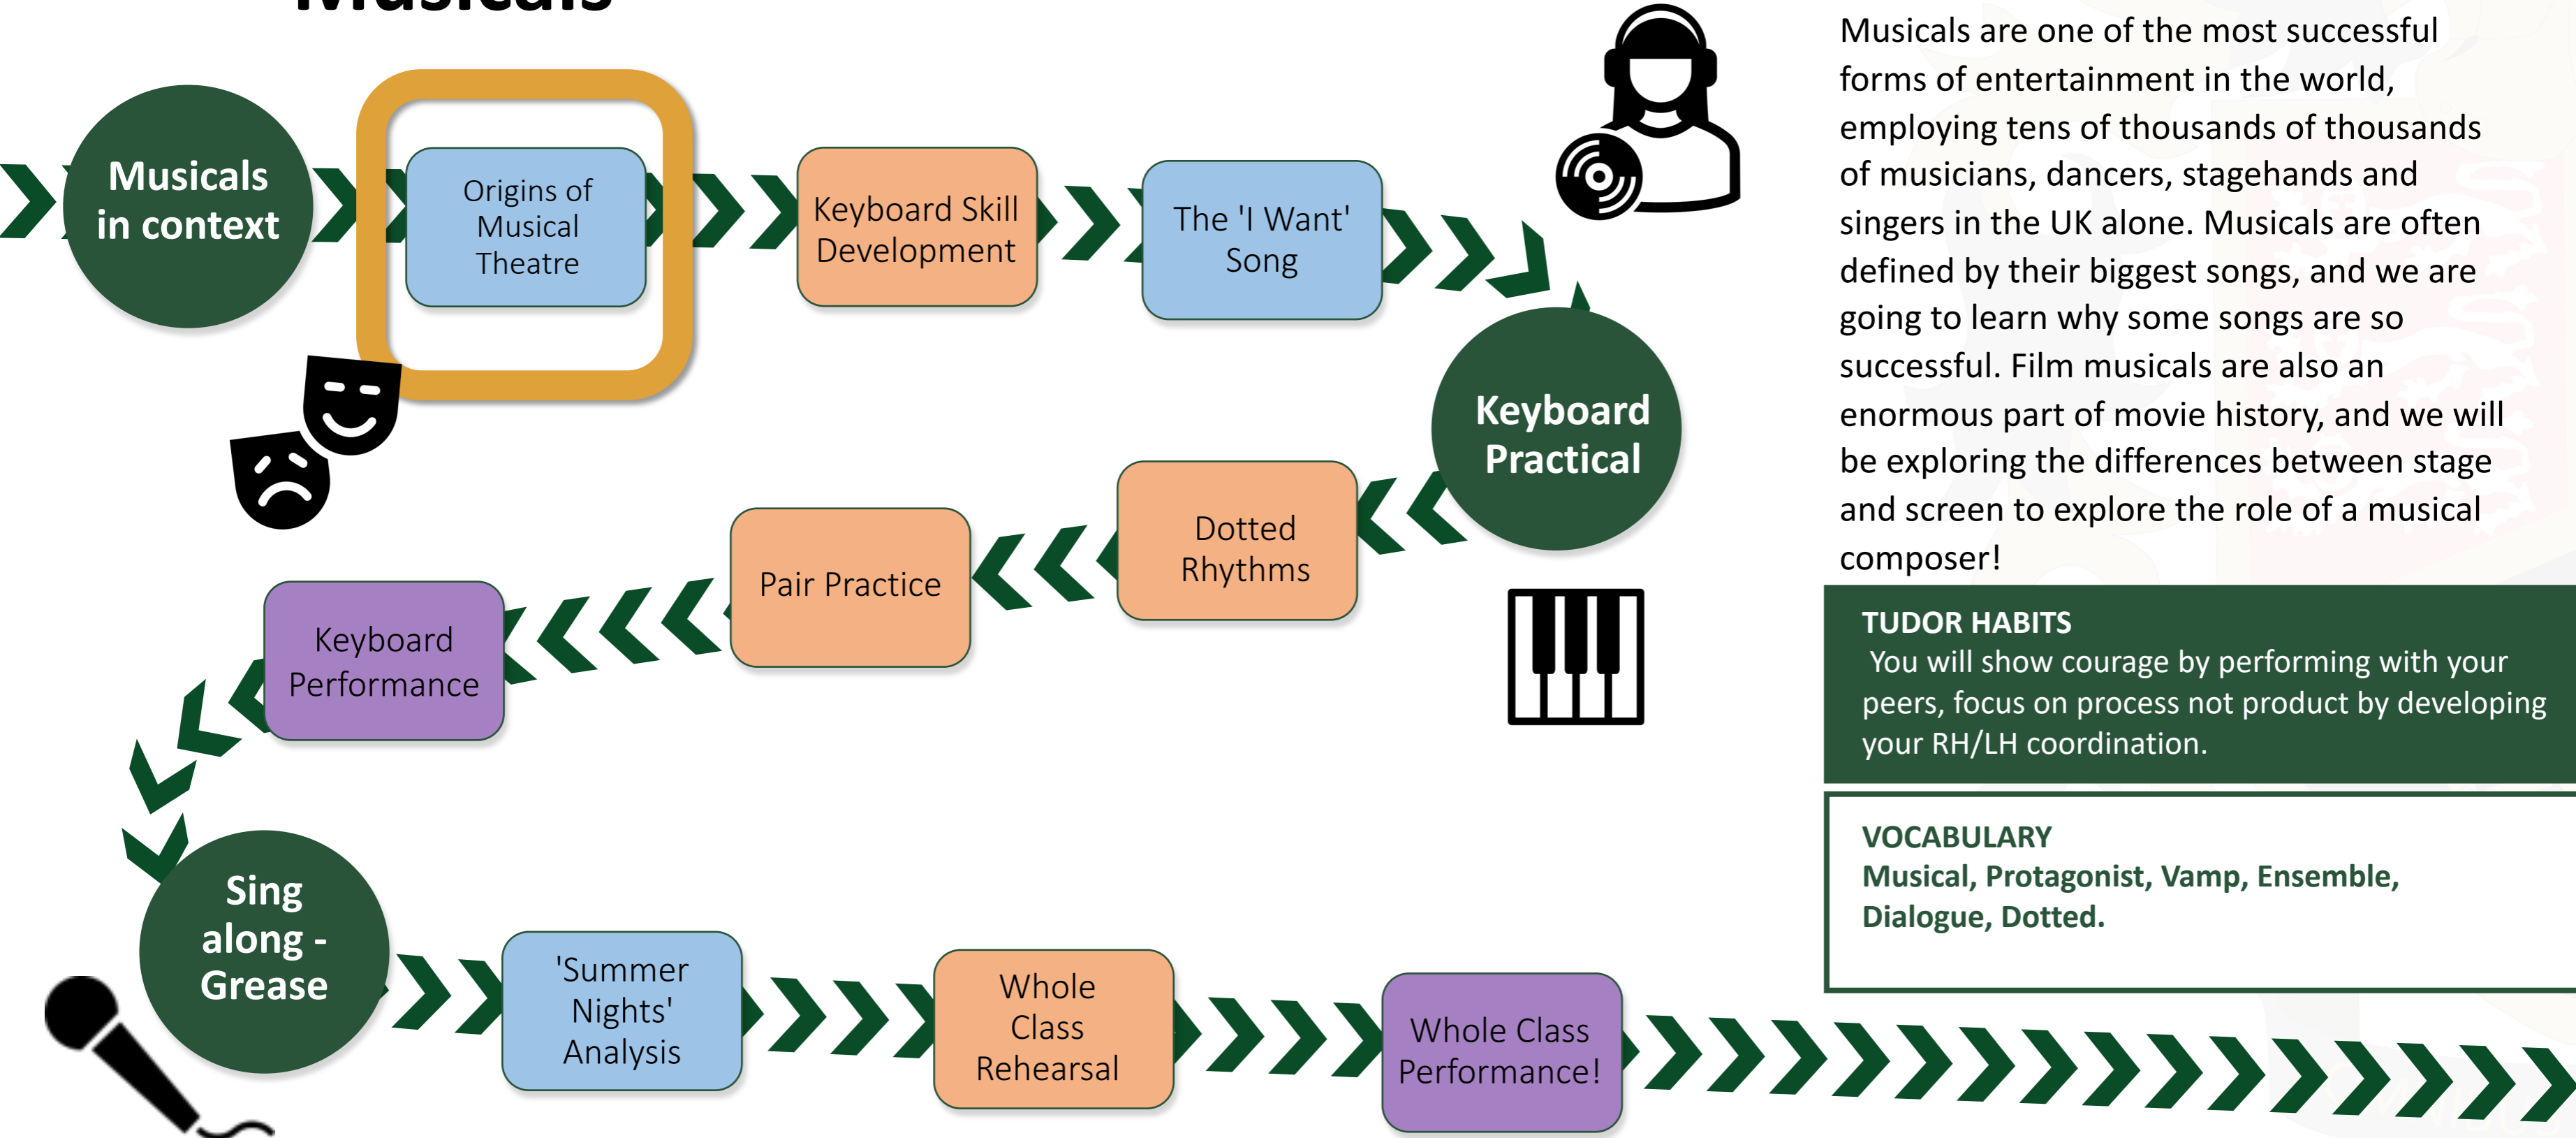 Musicals
Musicals
in context
Origins of
Musical
Theatre
Keyboard Skill
Development
The 'I Want'
Song
Keyboard
Practical
Dotted
Rhythms
Pair Practice
Keyboard
Performance
Sing
along -
Grease
'Summer
Nights'
Analysis
Whole
Class
Rehearsal
Whole Class
Performance!
Musicals are one of the most successful
forms of entertainment in the world,
employing tens of thousands of thousands
of musicians, dancers, stagehands and
singers in the UK alone. Musicals are often
defined by their biggest songs, and we are
going to learn why some songs are so
successful. Film musicals are also an
enormous part of movie history, and we will
be exploring the differences between stage
and screen to explore the role of a musical
composer!
TUDOR HABITS
You will show courage by performing with your
peers, focus on process not product by developing
your RH/LH coordination.
VOCABULARY
Musical, Protagonist, Vamp, Ensemble,
Dialogue, Dotted.